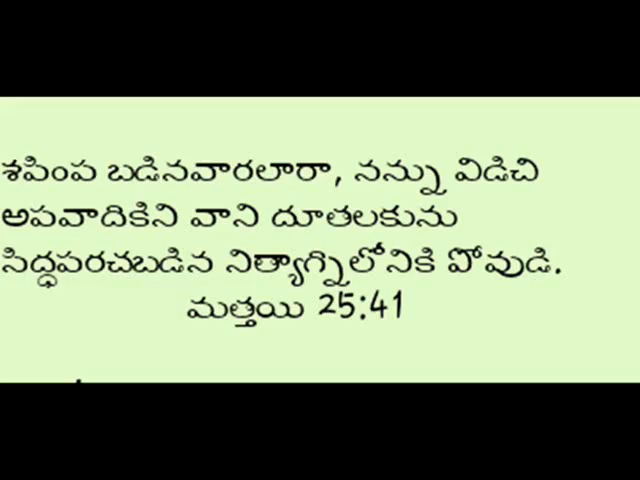 శపింప బడినవారలారా, నన్ను విడిచి
అపవాదికిని వాని దూతలకును
సిద్ధపరచబడిన నిత్యాగ్నిలోనికి పోవుడి.
మత్తయి 25:41